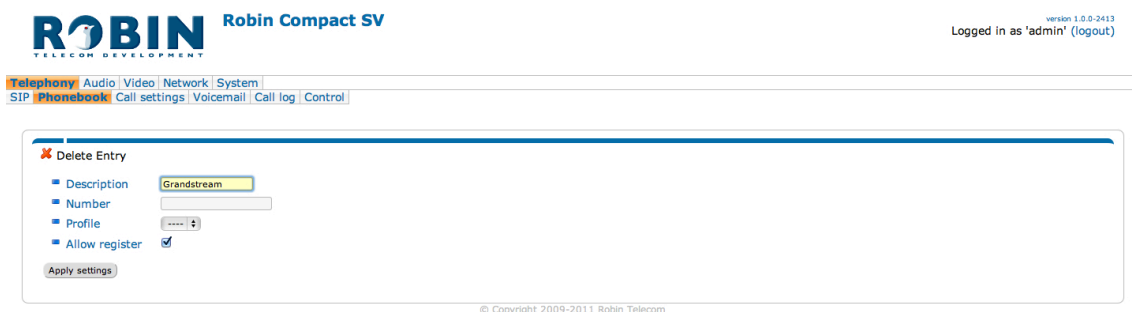 ROBIN
TELECOM DEVELOPMENT
Robin Compact SV
version 1.0.0-2413
Logged in as 'admin' (logout)
Telephony Audio Video Network System
SIP Phonebook Call settings Voicemail Call log Control
Delete Entry
Description Grandstream
Number
Profile ----
Allow register
Apply settings
© Copyright 2009-2011 Robin Telecom